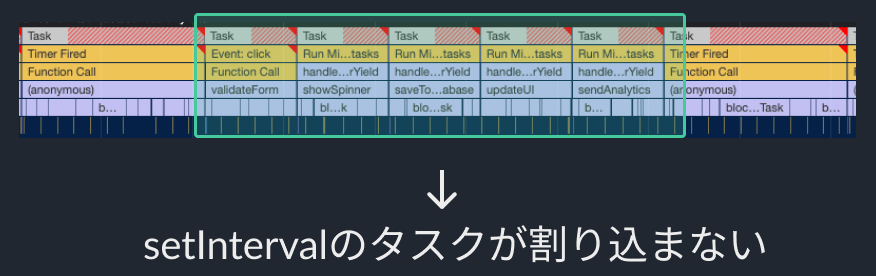 Task Task Task Task Task Task Task
Timer Fired Event: click Run Mi...tasks Run Mi...tasks Run Mi...tasks Run Mi...tasks Timer Fired
Function Call Function Call handle...rYield handle...rYield handle...rYield handle...rYield Function Call
(anonymous) validateForm showSpinner saveTo...abase updateUI sendAnalytics (anonymous)
b... bl...k blo...sk b... bloc...Task b...
↓
setIntervalのタスクが割り込まない